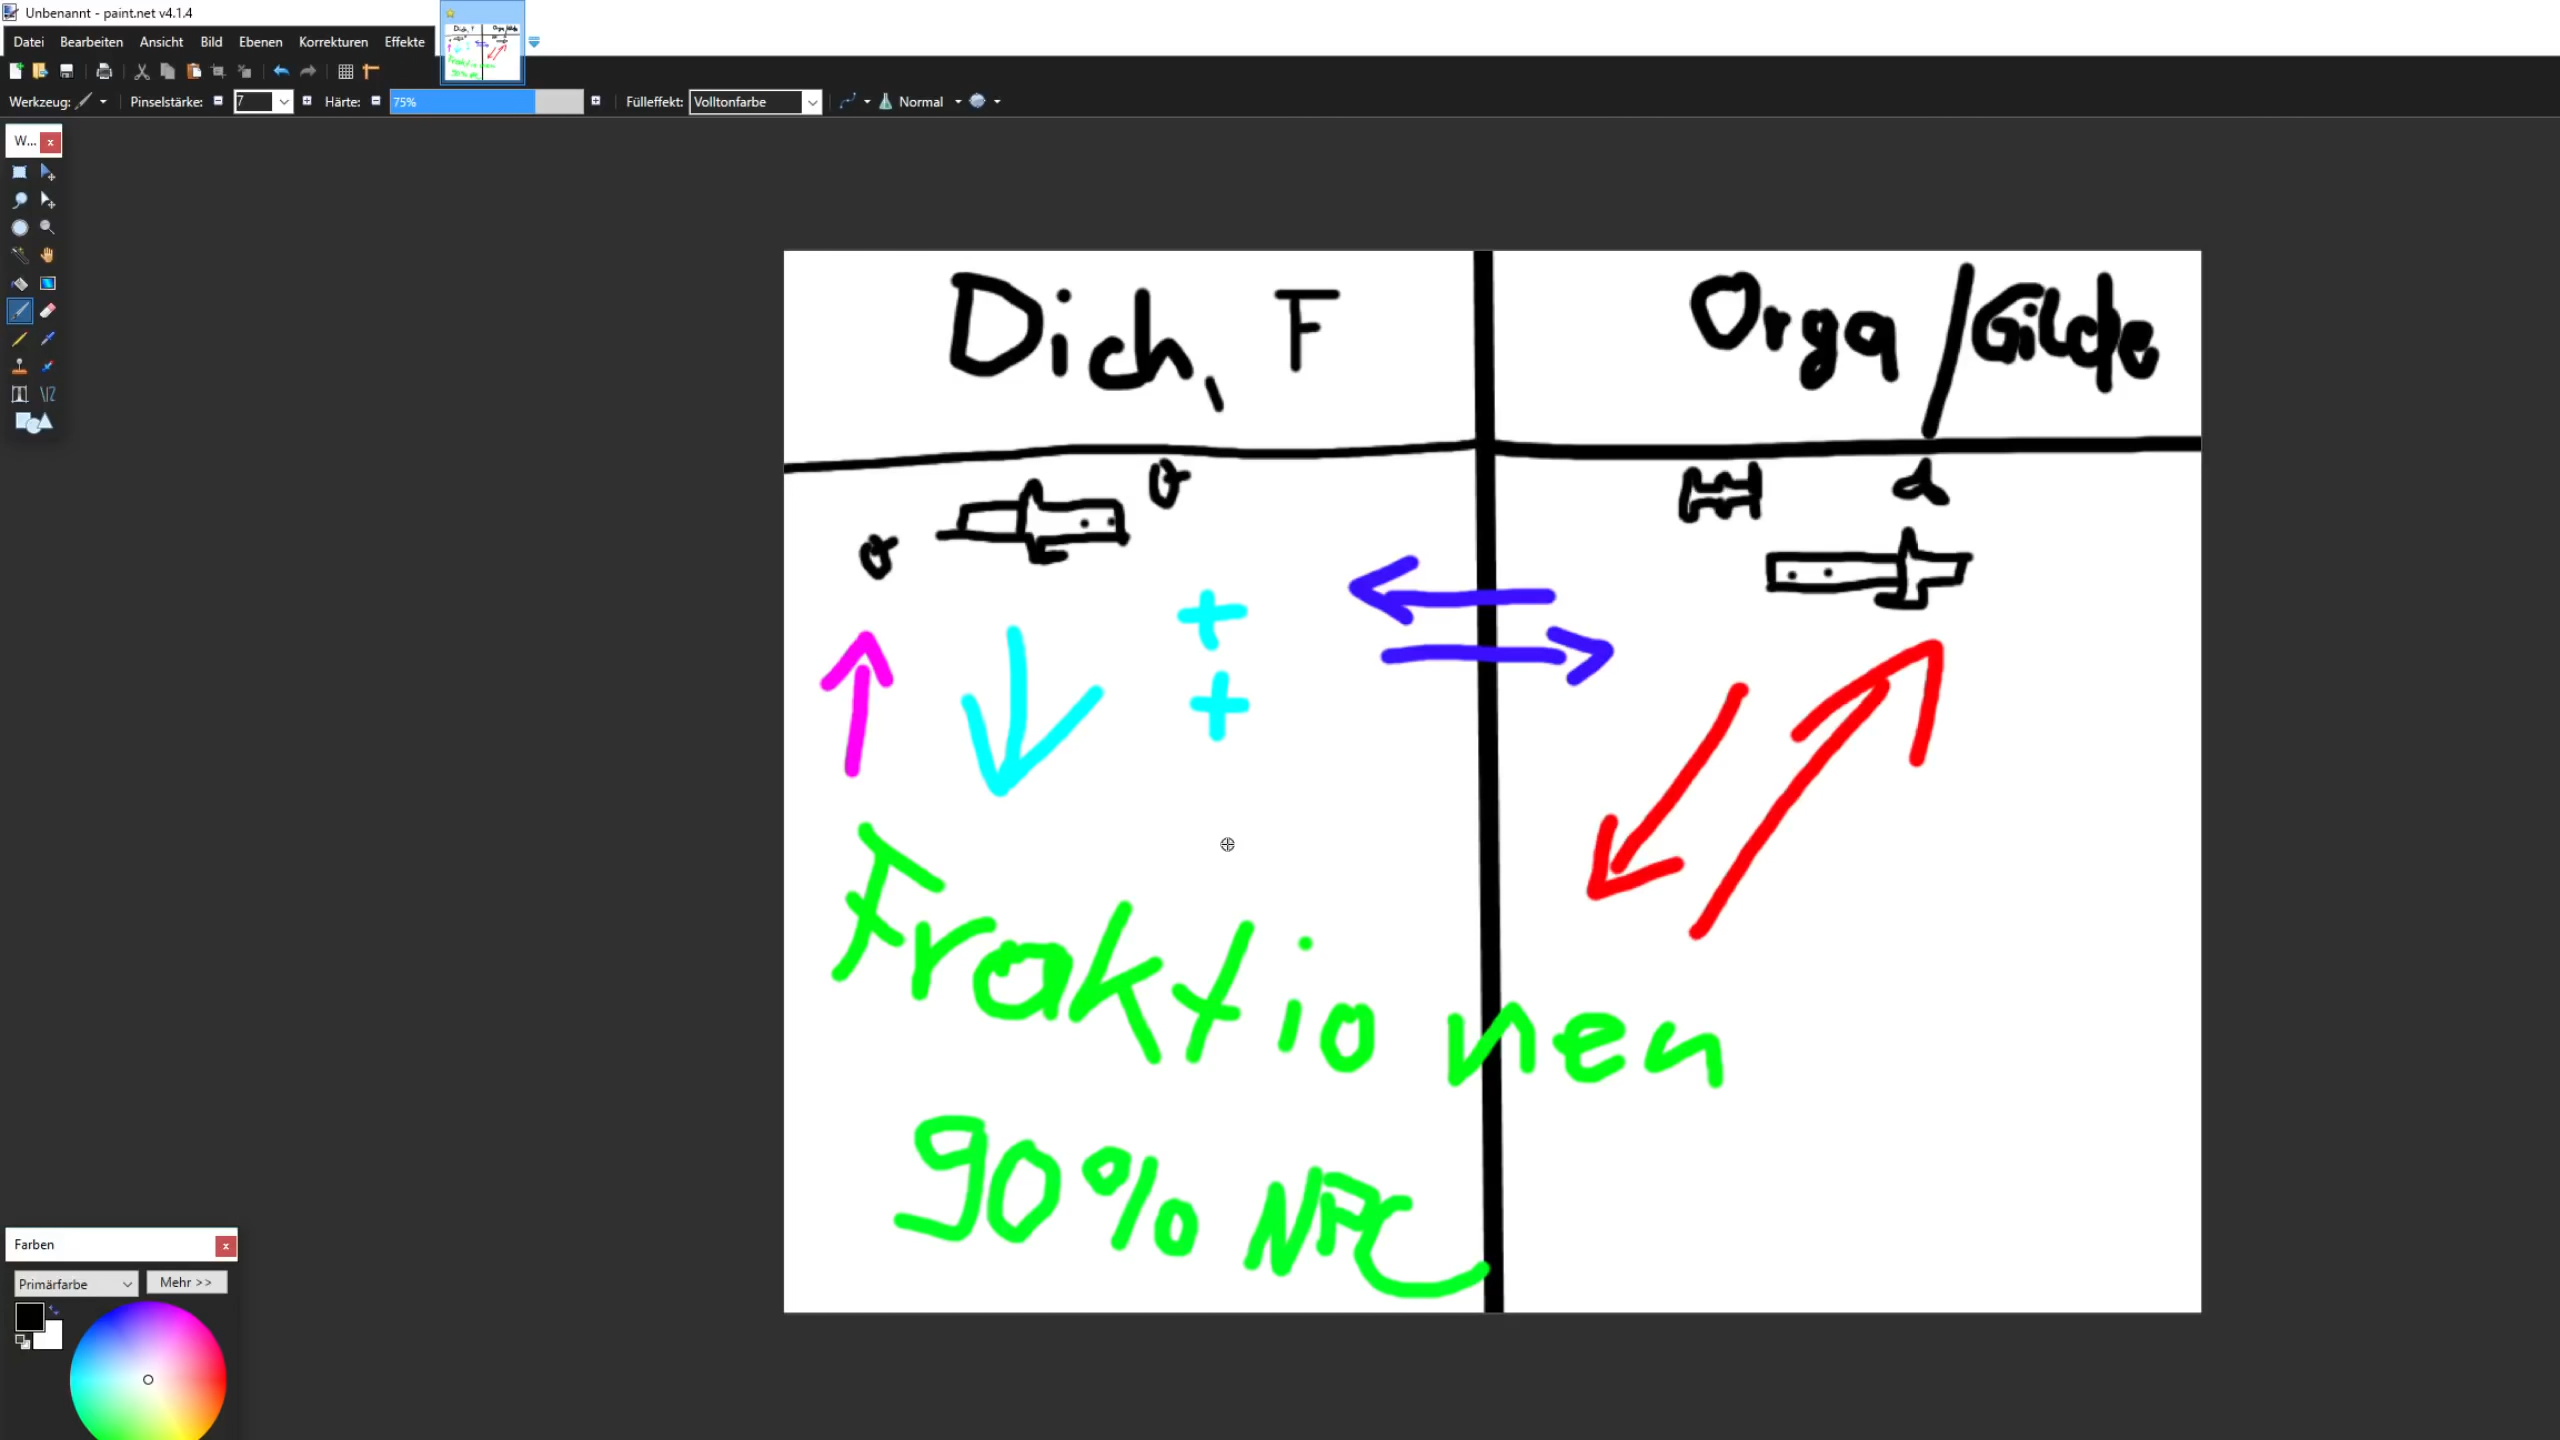 Unbenannt - paint.net v4.1.4
Datei Bearbeiten Ansicht Bild Ebenen Korrekturen Effekte
Werkzeug: Pinselstärke: 7 Härte: 75% Fülleffekt: Volltonfarbe Normal
W...
Dich, F
Orga/Gilde
Fraktionen
90% NPC
Farben
Primärfarbe Mehr >>